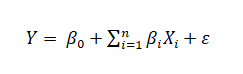 Y = β₀ + ∑ⁿᵢ₌₁ βᵢXᵢ + ε